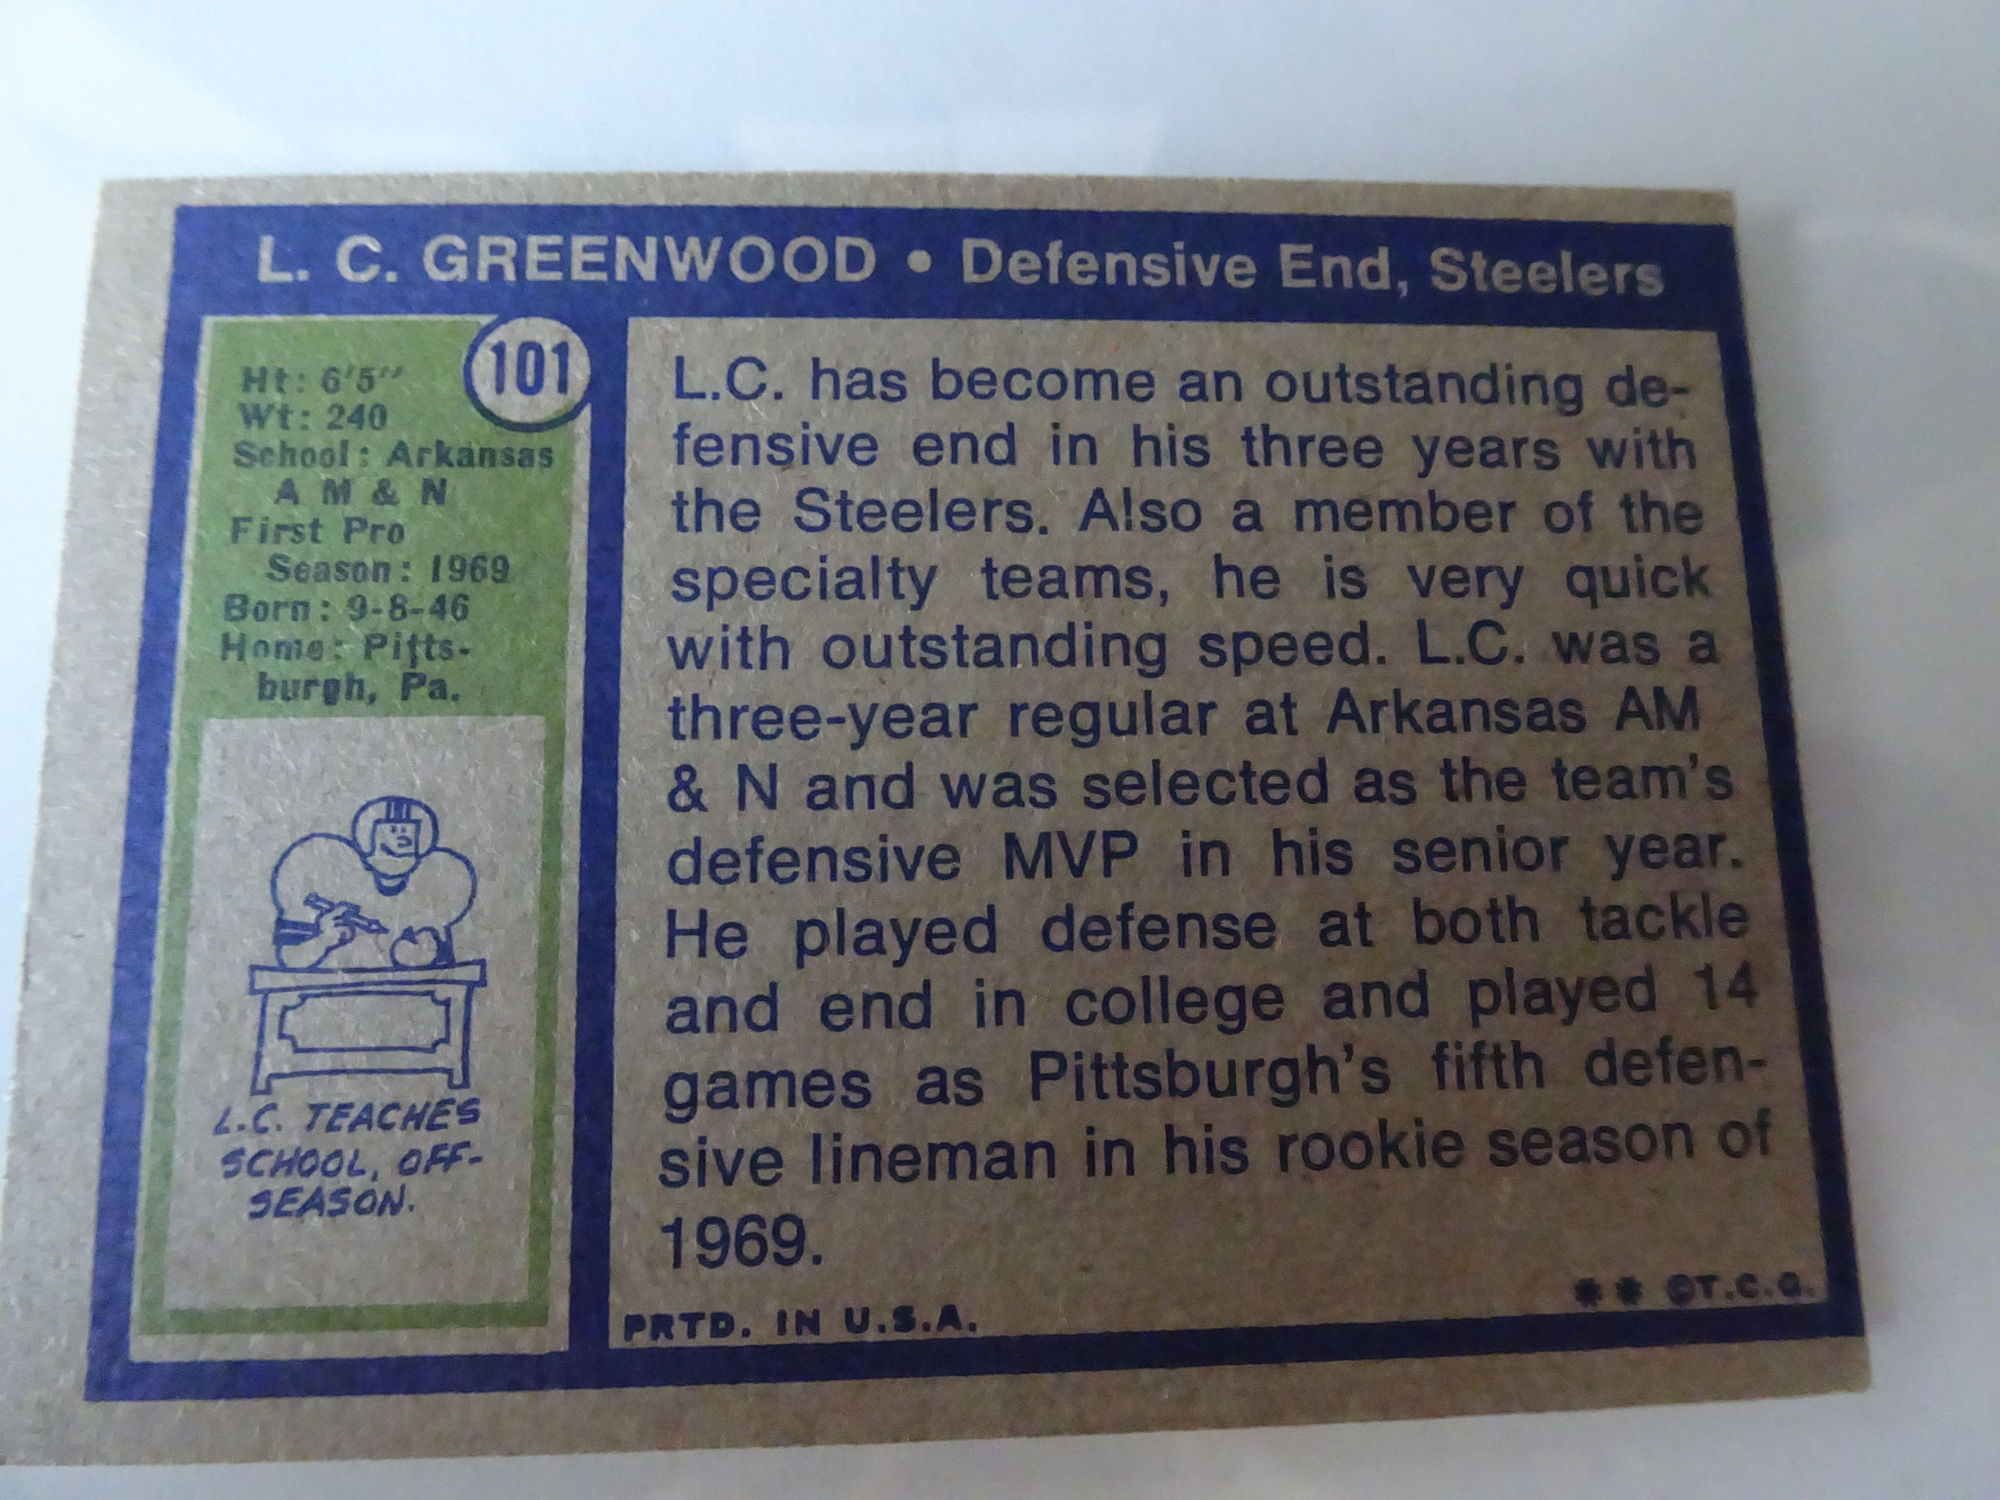 L. C. GREENWOOD • Defensive End, Steelers
101
Ht: 6'5''
Wt: 240
School: Arkansas
A M & N
First Pro
Season: 1969
Born: 9-8-46
Home: Pitts-
burgh, Pa.
L.C. TEACHES
SCHOOL, OFF-
SEASON.
L.C. has become an outstanding de-
fensive end in his three years with
the Steelers. Also a member of the
specialty teams, he is very quick
with outstanding speed. L.C. was a
three-year regular at Arkansas AM
& N and was selected as the team's
defensive MVP in his senior year.
He played defense at both tackle
and end in college and played 14
games as Pittsburgh's fifth defen-
sive lineman in his rookie season of
1969.
** ©T.C.G.
PRTD. IN U.S.A.